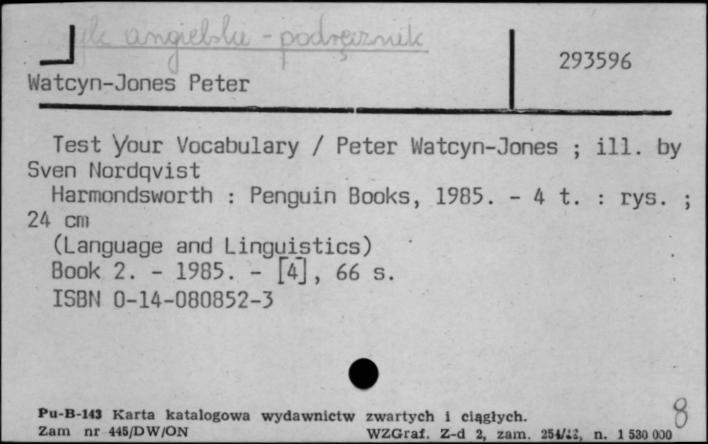 język angielski - podręcznik
293596
Watcyn-Jones Peter
Test Your Vocabulary / Peter Watcyn-Jones ; ill. by
Sven Nordqvist
Harmondsworth : Penguin Books, 1985. - 4 t. : rys. ;
24 cm
(Language and Linguistics)
Book 2. - 1985. - [4], 66 s.
ISBN 0-14-080852-3
8
Pu-B-143 Karta katalogowa wydawnictw zwartych i ciągłych.
Zam nr 445/DW/ON WZGraf. Z-d 2, zam. n. 1 530 000